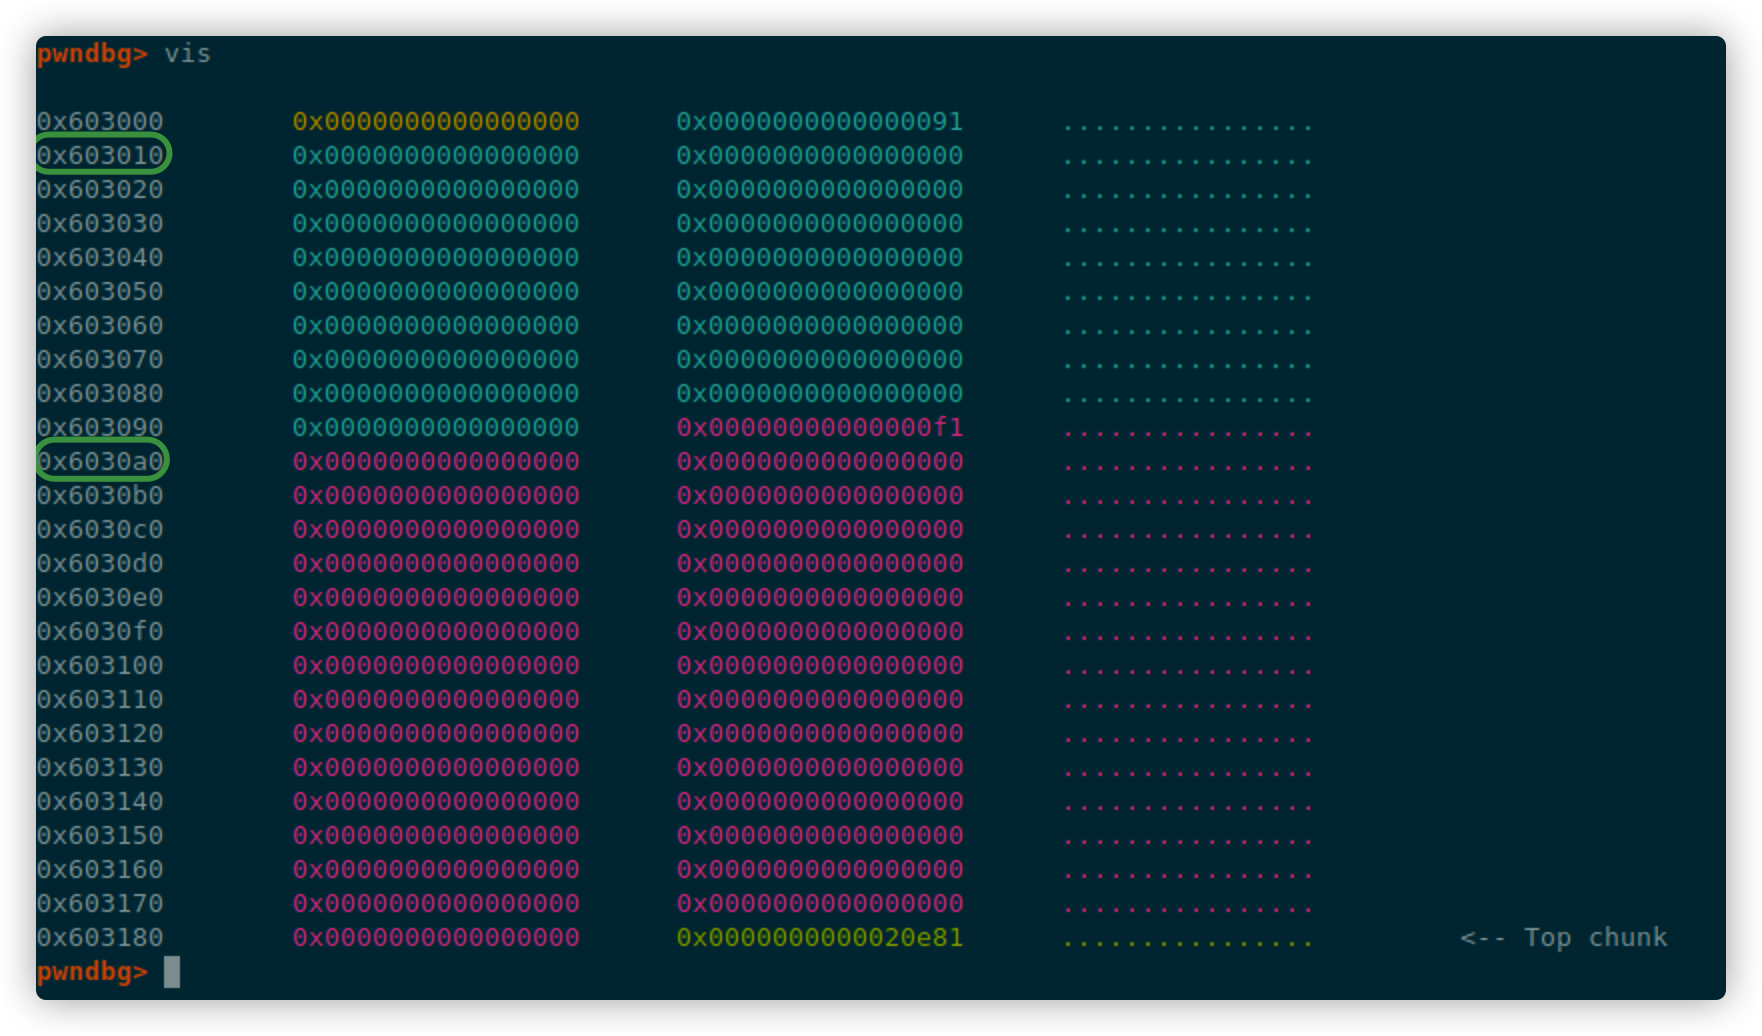 pwndbg> vis
0x603000 0x0000000000000000 0x0000000000000091 ................
0x603010 0x0000000000000000 0x0000000000000000 ................
0x603020 0x0000000000000000 0x0000000000000000 ................
0x603030 0x0000000000000000 0x0000000000000000 ................
0x603040 0x0000000000000000 0x0000000000000000 ................
0x603050 0x0000000000000000 0x0000000000000000 ................
0x603060 0x0000000000000000 0x0000000000000000 ................
0x603070 0x0000000000000000 0x0000000000000000 ................
0x603080 0x0000000000000000 0x0000000000000000 ................
0x603090 0x0000000000000000 0x00000000000000f1 ................
0x6030a0 0x0000000000000000 0x0000000000000000 ................
0x6030b0 0x0000000000000000 0x0000000000000000 ................
0x6030c0 0x0000000000000000 0x0000000000000000 ................
0x6030d0 0x0000000000000000 0x0000000000000000 ................
0x6030e0 0x0000000000000000 0x0000000000000000 ................
0x6030f0 0x0000000000000000 0x0000000000000000 ................
0x603100 0x0000000000000000 0x0000000000000000 ................
0x603110 0x0000000000000000 0x0000000000000000 ................
0x603120 0x0000000000000000 0x0000000000000000 ................
0x603130 0x0000000000000000 0x0000000000000000 ................
0x603140 0x0000000000000000 0x0000000000000000 ................
0x603150 0x0000000000000000 0x0000000000000000 ................
0x603160 0x0000000000000000 0x0000000000000000 ................
0x603170 0x0000000000000000 0x0000000000000000 ................
0x603180 0x0000000000000000 0x0000000000020e81 ................ <-- Top chunk
pwndbg>